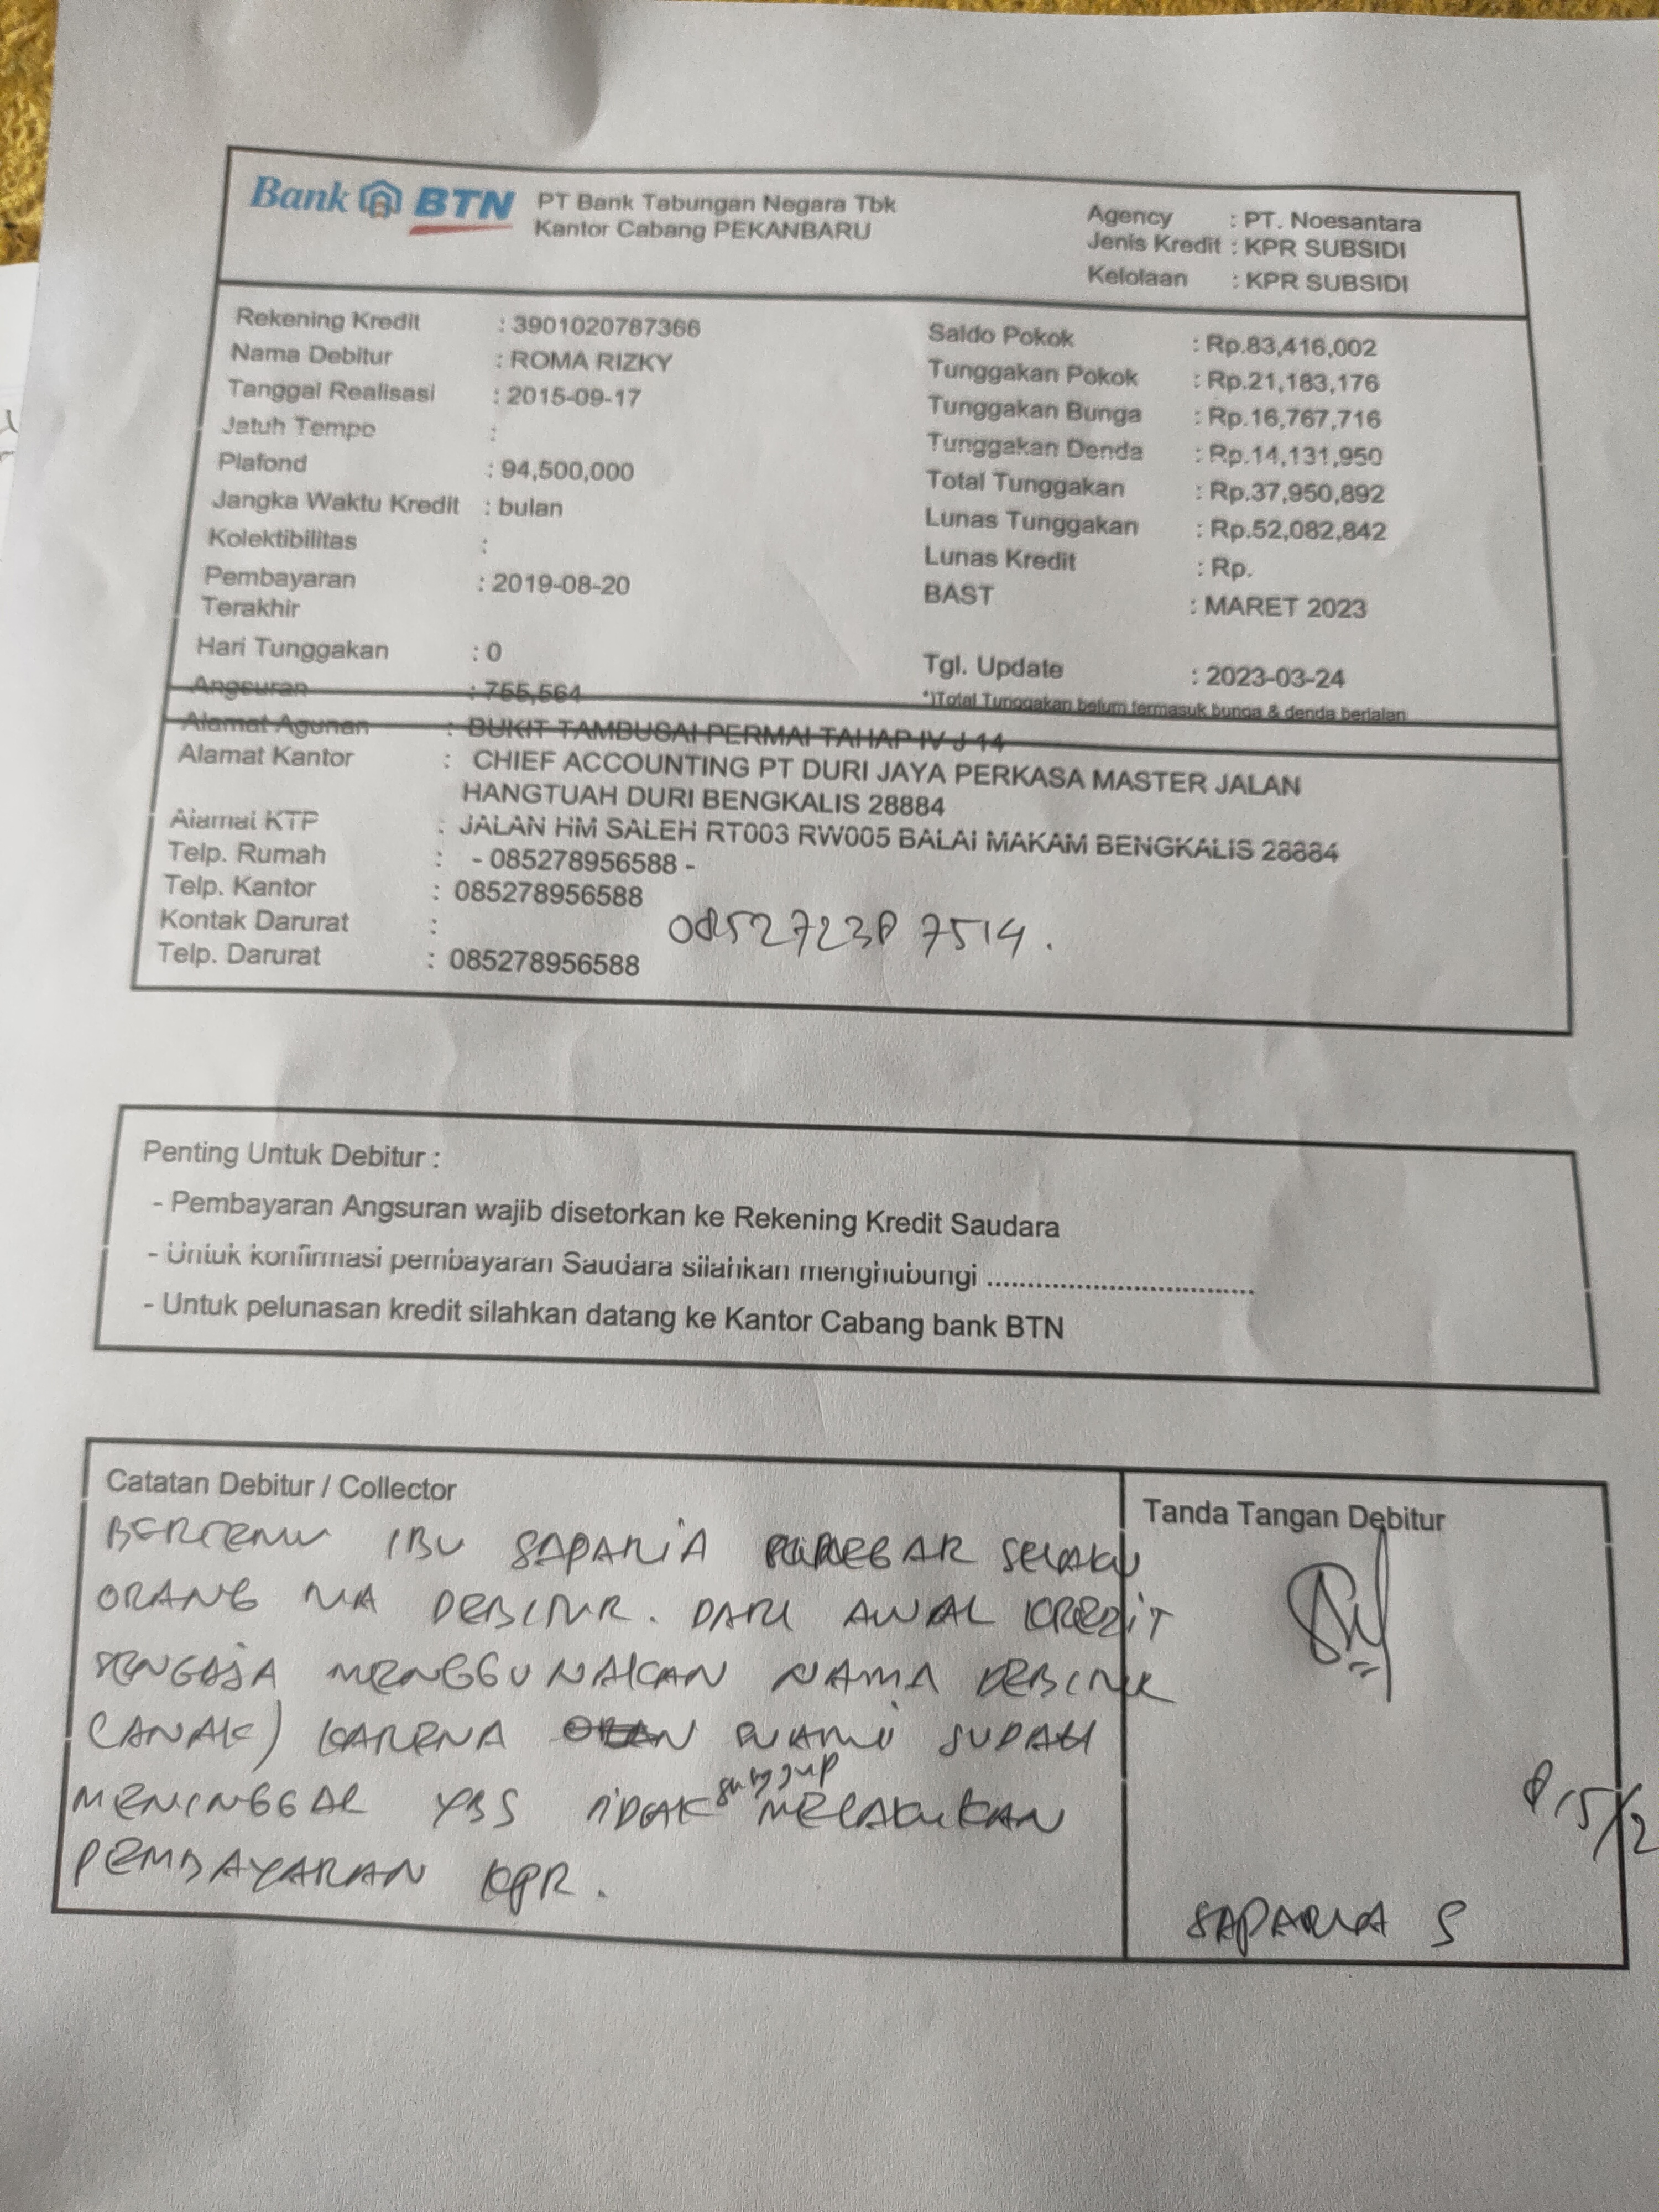 Bank BTN
PT Bank Tabungan Negara Tbk
Kantor Cabang PEKANBARU
Agency : PT. Noesantara
Jenis Kredit : KPR SUBSIDI
Kelolaan : KPR SUBSIDI
Rekening Kredit : 3901020787366
Nama Debitur : ROMA RIZKY
Tanggal Realisasi : 2015-09-17
Jatuh Tempo :
Plafond : 94,500,000
Jangka Waktu Kredit : bulan
Kolektibilitas :
Pembayaran : 2019-08-20
Terakhir
Hari Tunggakan : 0
Angsuran : 755,564
Saldo Pokok : Rp.83,416,002
Tunggakan Pokok : Rp.21,183,176
Tunggakan Bunga : Rp.16,767,716
Tunggakan Denda : Rp.14,131,950
Total Tunggakan : Rp.37,950,892
Lunas Tunggakan : Rp.52,082,842
Lunas Kredit : Rp.
BAST : MARET 2023
Tgl. Update : 2023-03-24
*)Total Tunggakan belum termasuk bunga & denda berjalan
Alamat Agunan : BUKIT TAMBUSAI PERMAI TAHAP IV J 14
Alamat Kantor : CHIEF ACCOUNTING PT DURI JAYA PERKASA MASTER JALAN
HANGTUAH DURI BENGKALIS 28884
Alamat KTP : JALAN HM SALEH RT003 RW005 BALAI MAKAM BENGKALIS 28884
Telp. Rumah : - 085278956588 -
Telp. Kantor : 085278956588
Kontak Darurat :
Telp. Darurat : 085278956588
Penting Untuk Debitur :
- Pembayaran Angsuran wajib disetorkan ke Rekening Kredit Saudara
- Untuk konfirmasi pembayaran Saudara silahkan menghubungi .................................
- Untuk pelunasan kredit silahkan datang ke Kantor Cabang bank BTN
Catatan Debitur / Collector
BERTEMU IBU SAPARIA SELAKU
ORANG TUA DEBITUR. DARI AWAL KREDIT
SENGAJA MENGGUNAKAN NAMA DEBITUR
(ANAK) KARENA SUAMI SUDAH
MENINGGAL YBS TIDAK sanggup MELAKUKAN
PEMBAYARAN KPR.
Tanda Tangan Debitur
15/2
SAPARIA S